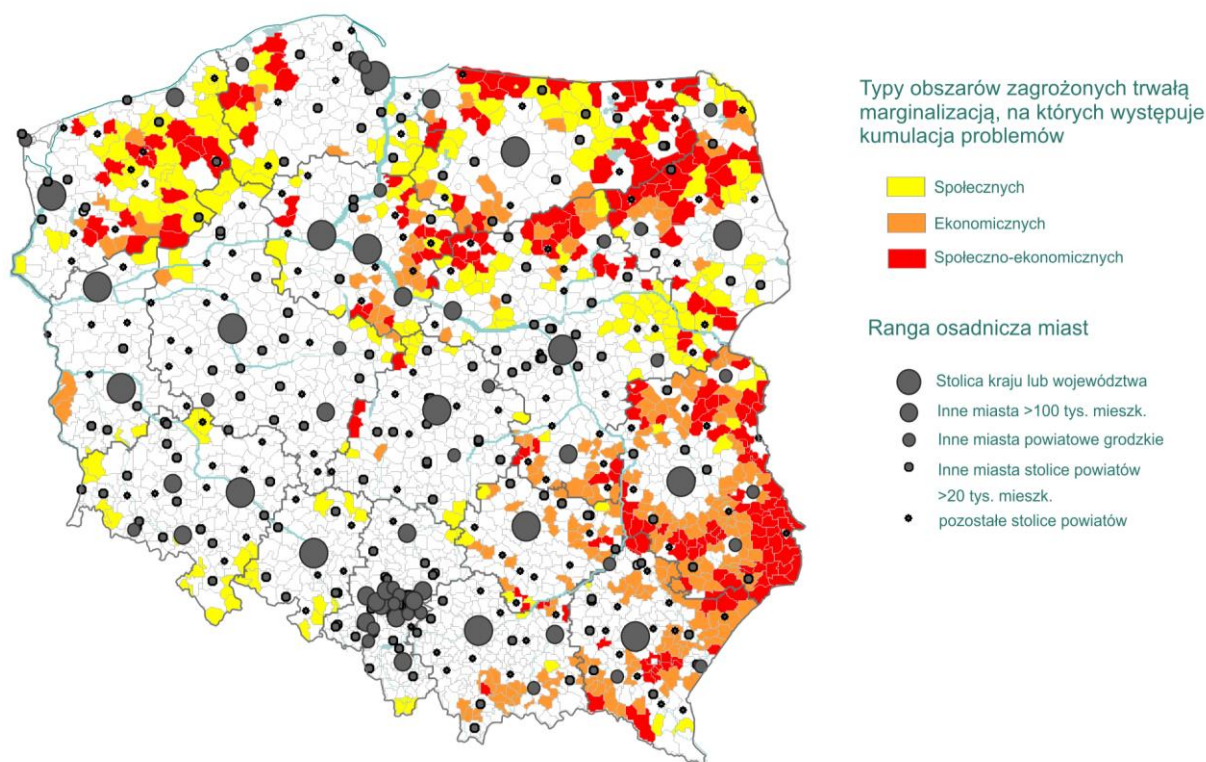 Typy obszarów zagrożonych trwałą
marginalizacją, na których występuje
kumulacja problemów
Społecznych
Ekonomicznych
Społeczno-ekonomicznych
Ranga osadnicza miast
Stolica kraju lub województwa
Inne miasta >100 tys. mieszk.
Inne miasta powiatowe grodzkie
Inne miasta stolice powiatów
>20 tys. mieszk.
pozostałe stolice powiatów